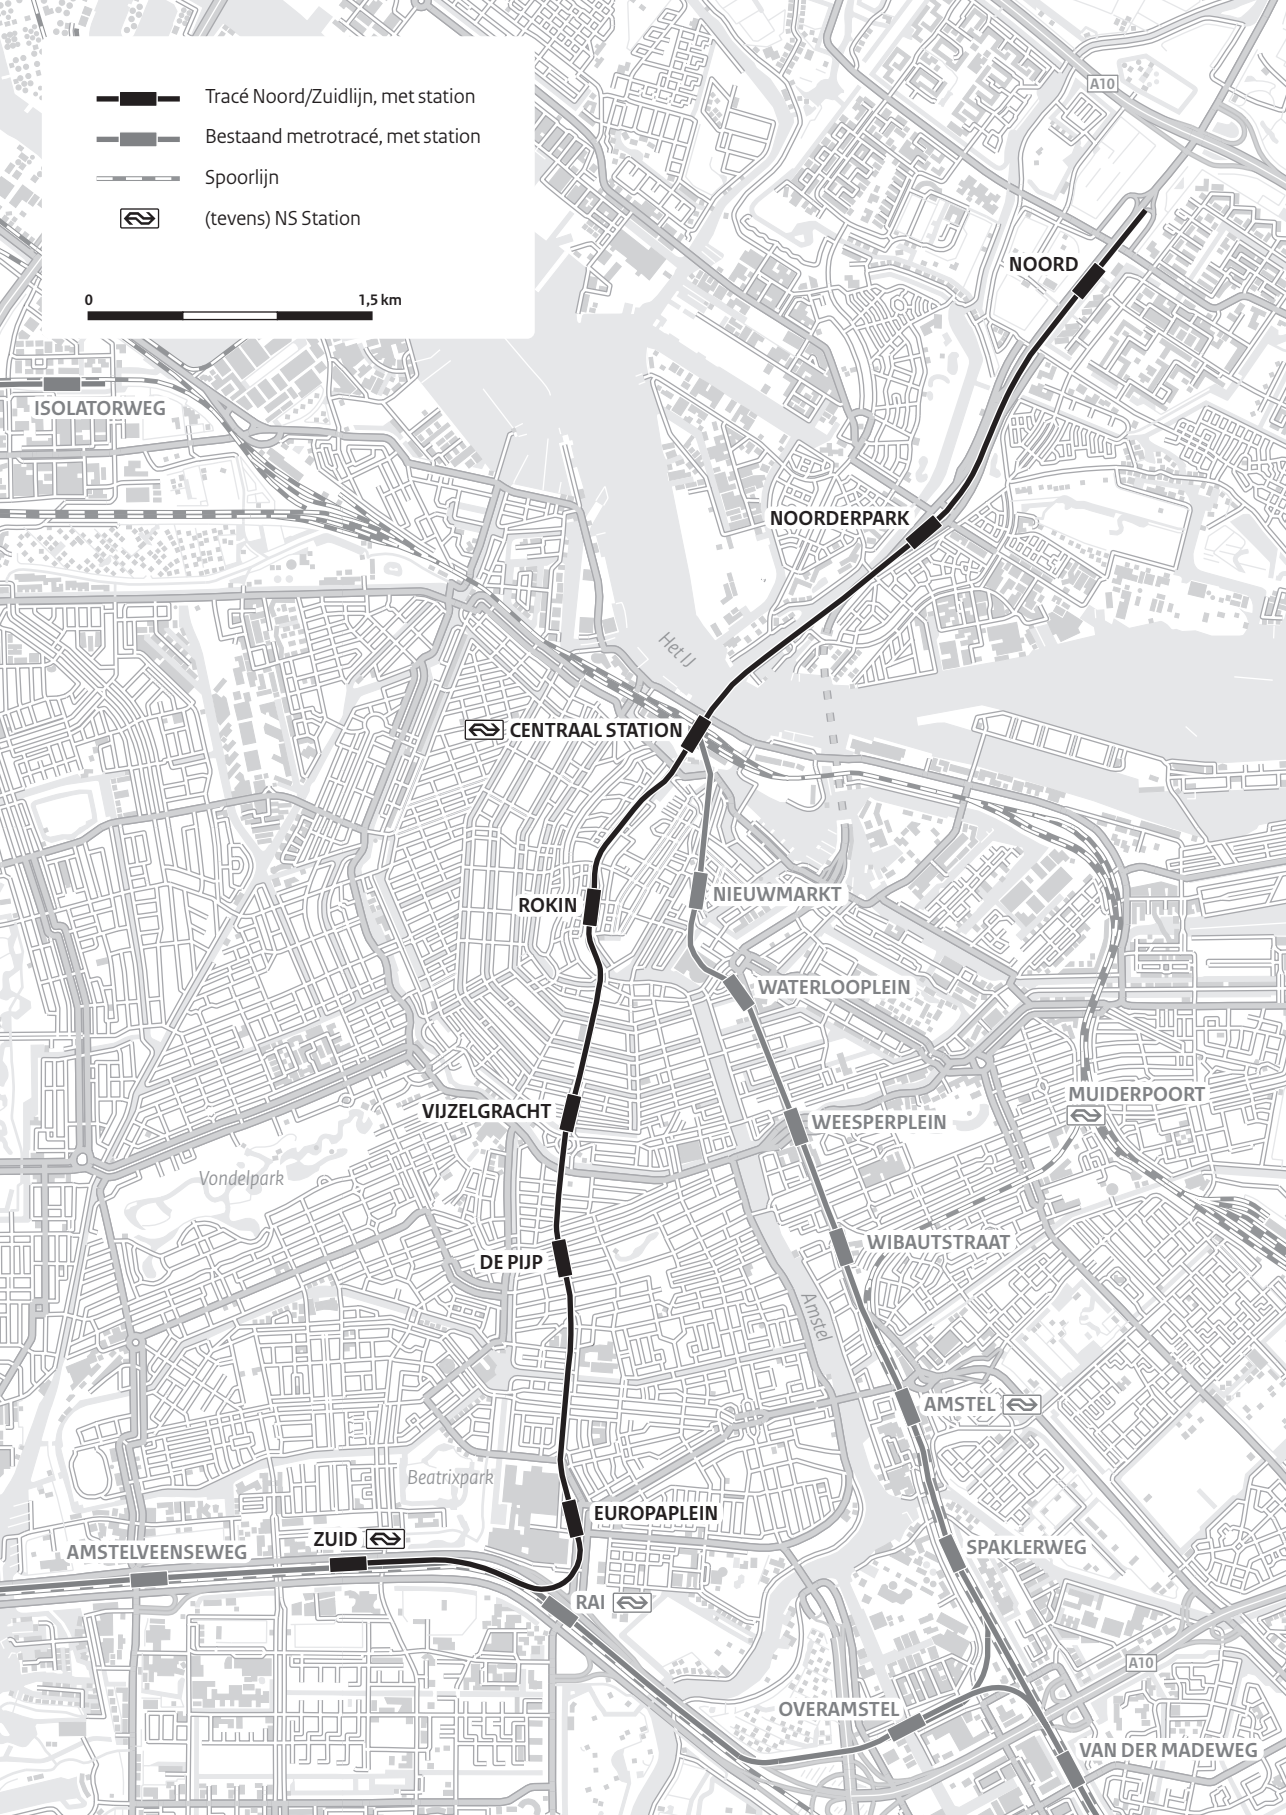 Tracé Noord/Zuidlijn, met station
Bestaand metrotracé, met station
Spoorlijn
(tevens) NS Station
0 1,5 km
A10
NOORD
ISOLATORWEG
NOORDERPARK
Het IJ
CENTRAAL STATION
NIEUWMARKT
ROKIN
WATERLOOPLEIN
MUIDERPOORT
VIJZELGRACHT
WEESPERPLEIN
Vondelpark
WIBAUTSTRAAT
DE PIJP
Amstel
AMSTEL
Beatrixpark
EUROPAPLEIN
ZUID
AMSTELVEENSEWEG
SPAKLERWEG
RAI
A10
OVERAMSTEL
VAN DER MADEWEG